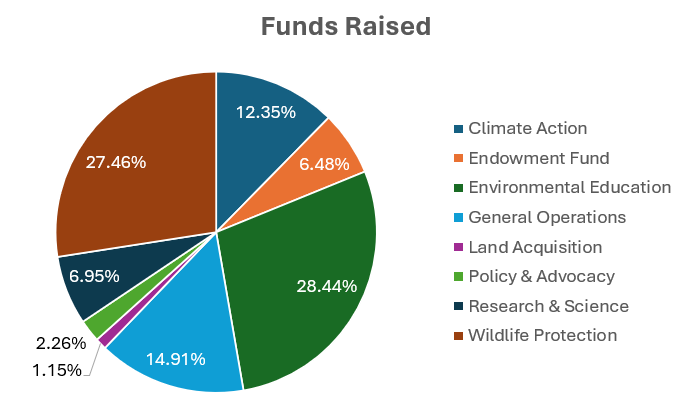 Funds Raised
12.35%
6.48%
28.44%
14.91%
1.15%
2.26%
6.95%
27.46%
Climate Action
Endowment Fund
Environmental Education
General Operations
Land Acquisition
Policy & Advocacy
Research & Science
Wildlife Protection